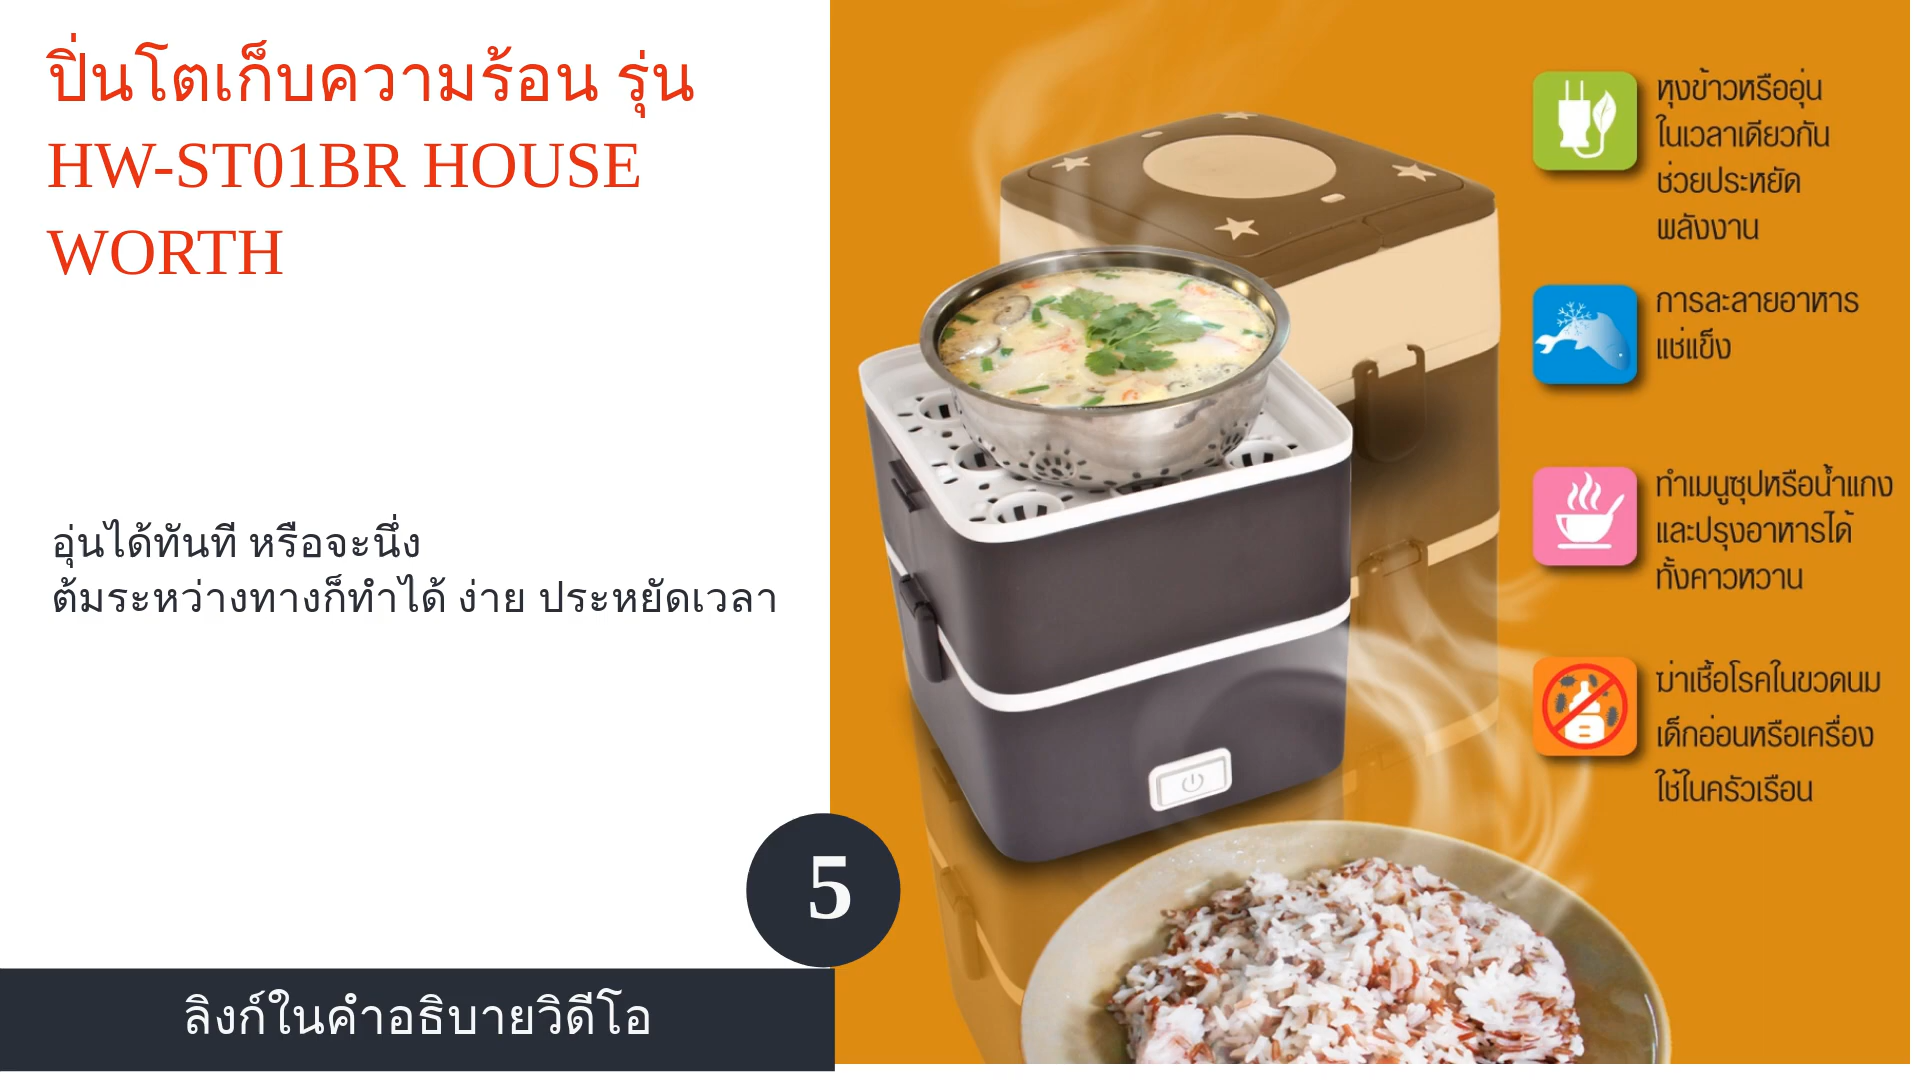 ปิ่นโตเก็บความร้อน รุ่น
HW-ST01BR HOUSE
WORTH
อุ่นได้ทันที หรือจะนึ่ง
ต้มระหว่างทางก็ทำได้ ง่าย ประหยัดเวลา
5
ลิงก์ในคำอธิบายวิดีโอ
หุงข้าวหรืออุ่น
ในเวลาเดียวกัน
ช่วยประหยัด
พลังงาน
การละลายอาหาร
แช่แข็ง
ทำเมนูซุปหรือน้ำแกง
และปรุงอาหารได้
ทั้งคาวหวาน
ฆ่าเชื้อโรคในขวดนม
เด็กอ่อนหรือเครื่อง
ใช้ในครัวเรือน